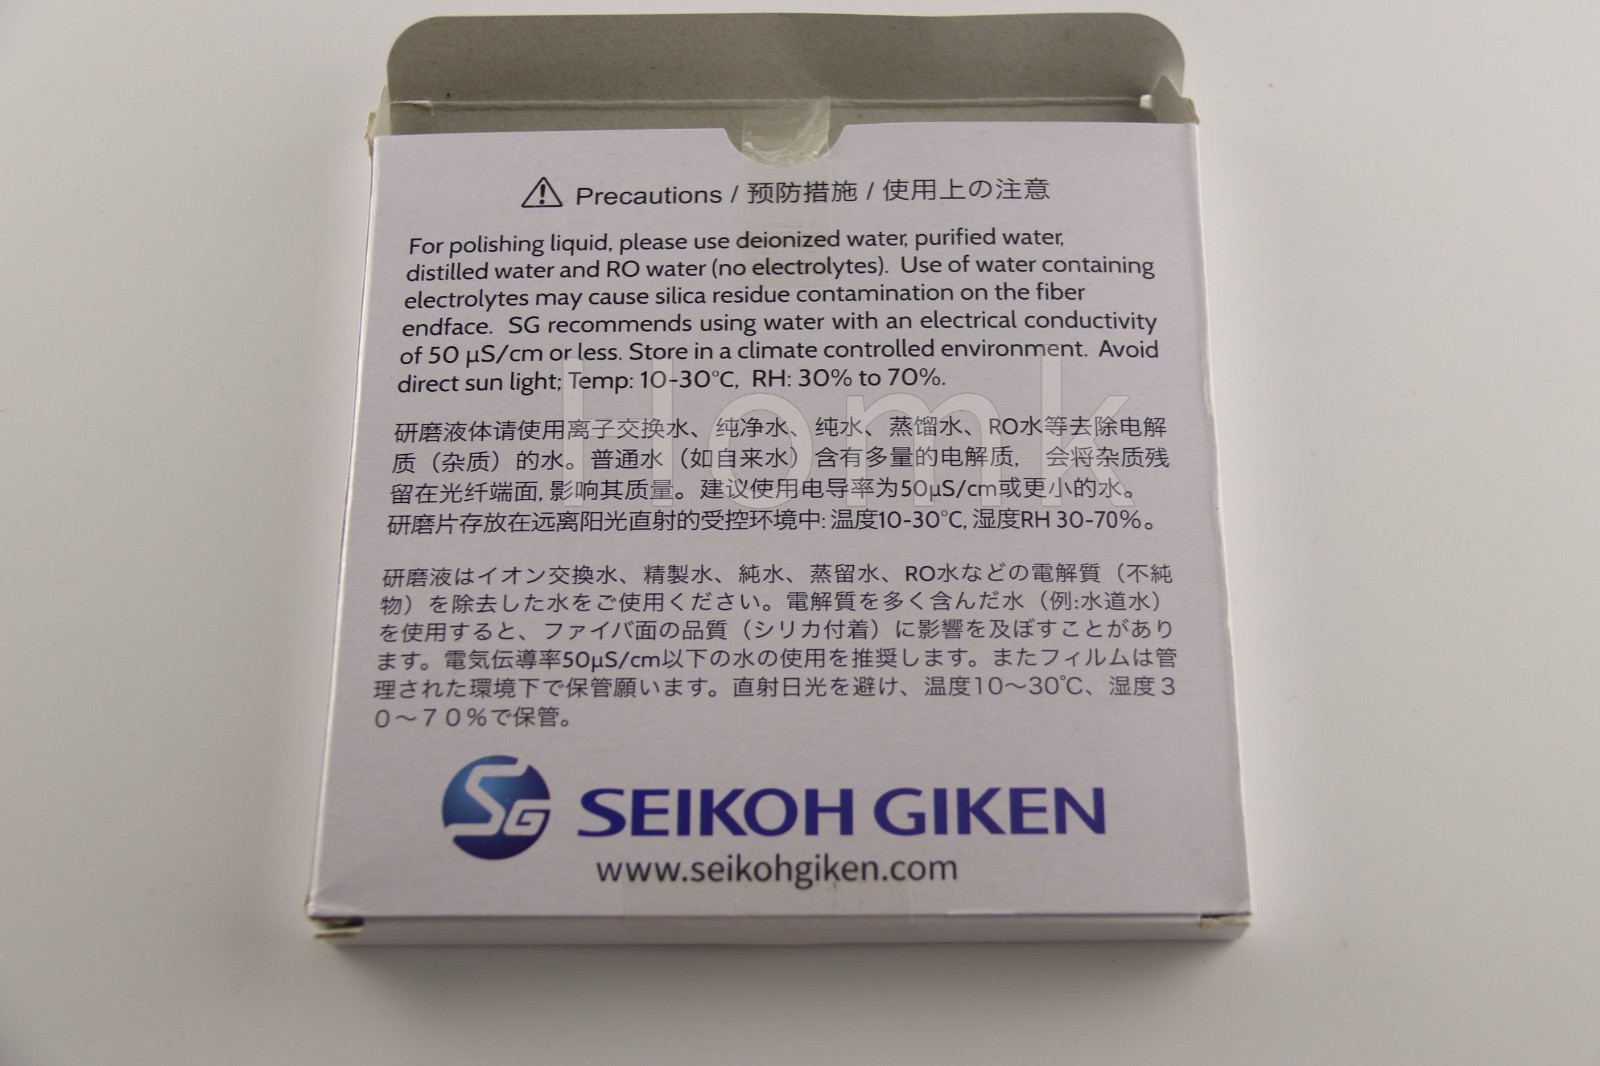 Precautions / 预防措施 / 使用上の注意
For polishing liquid, please use deionized water, purified water,
distilled water and RO water (no electrolytes). Use of water containing
electrolytes may cause silica residue contamination on the fiber
endface. SG recommends using water with an electrical conductivity
of 50 µS/cm or less. Store in a climate controlled environment. Avoid
direct sun light; Temp: 10-30°C, RH: 30% to 70%.
研磨液体请使用离子交换水、纯净水、纯水、蒸馏水、RO水等去除电解
质（杂质）的水。普通水（如自来水）含有多量的电解质， 会将杂质残
留在光纤端面, 影响其质量。建议使用电导率为50µS/cm或更小的水。
研磨片存放在远离阳光直射的受控环境中: 温度10-30°C, 湿度RH 30-70%。
研磨液はイオン交換水、精製水、純水、蒸留水、RO水などの電解質（不純
物）を除去した水をご使用ください。電解質を多く含んだ水（例:水道水）
を使用すると、ファイバ面の品質（シリカ付着）に影響を及ぼすことがあり
ます。電気伝導率50µS/cm以下の水の使用を推奨します。またフィルムは管
理された環境下で保管願います。直射日光を避け、温度10～30℃、湿度３
０～７０％で保管。
SG SEIKOH GIKEN
www.seikohgiken.com
Homk